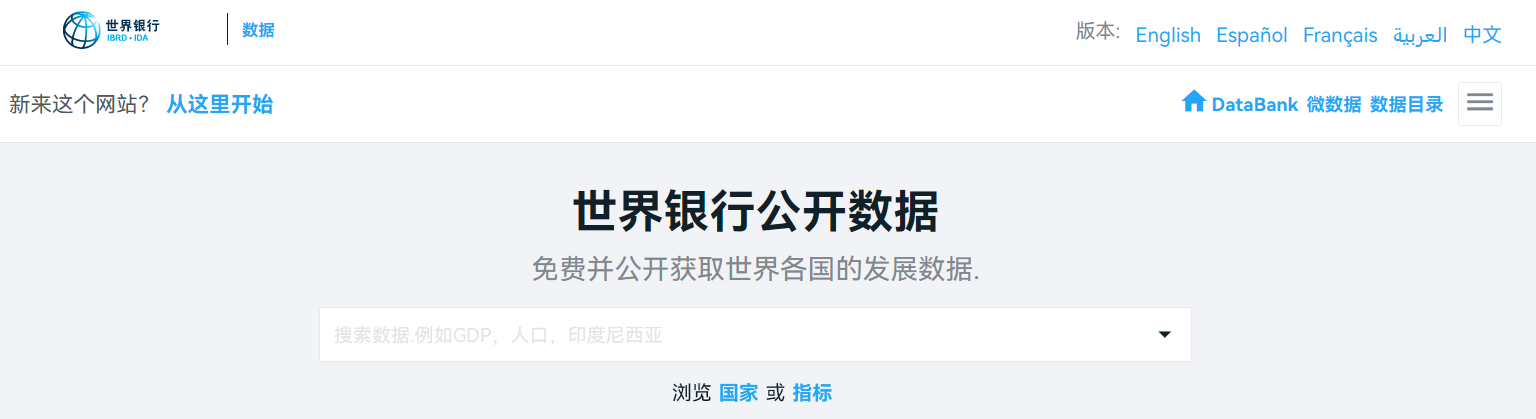 世界银行
IBRD • IDA
数据
版本: English Español Français العربية 中文
新来这个网站？ 从这里开始
DataBank 微数据 数据目录
世界银行公开数据
免费并公开获取世界各国的发展数据.
搜索数据.例如GDP，人口，印度尼西亚
浏览 国家 或 指标